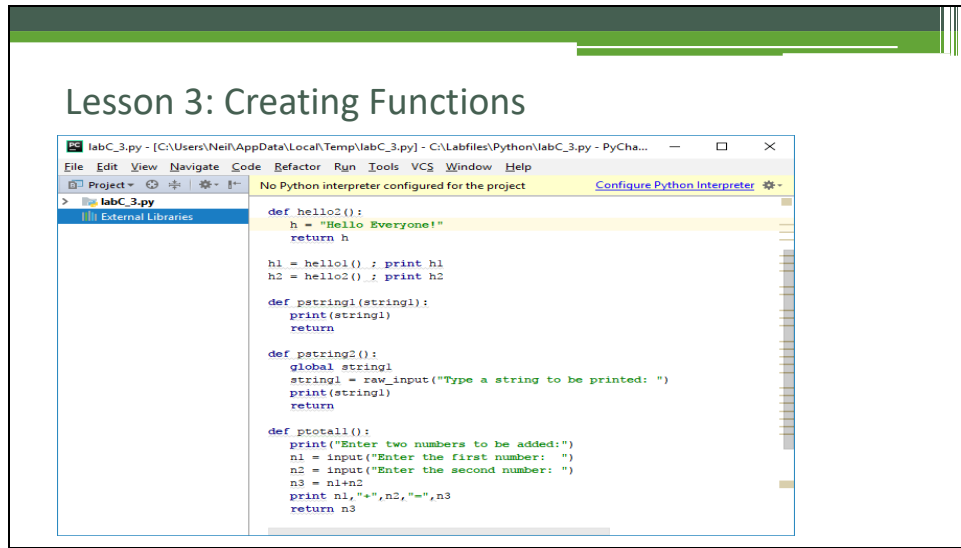 Lesson 3: Creating Functions
PC labC_3.py - [C:\Users\Neil\AppData\Local\Temp\labC_3.py] - C:\Labfiles\Python\labC_3.py - PyCha...
File Edit View Navigate Code Refactor Run Tools VCS Window Help
Project No Python interpreter configured for the project Configure Python Interpreter
labC_3.py
External Libraries
def hello2():
h = "Hello Everyone!"
return h
h1 = hello1() ; print h1
h2 = hello2() ; print h2
def pstring1(string1):
print(string1)
return
def pstring2():
global string1
string1 = raw_input("Type a string to be printed: ")
print(string1)
return
def ptotal1():
print("Enter two numbers to be added:")
n1 = input("Enter the first number:  ")
n2 = input("Enter the second number: ")
n3 = n1+n2
print n1,"+",n2,"=",n3
return n3